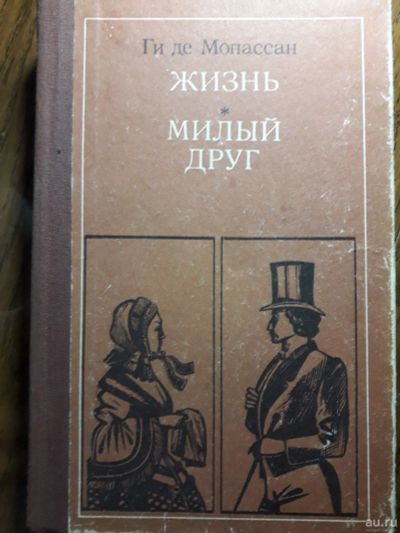 Ги де Мопассан
ЖИЗНЬ
*
МИЛЫЙ
ДРУГ
au.ru